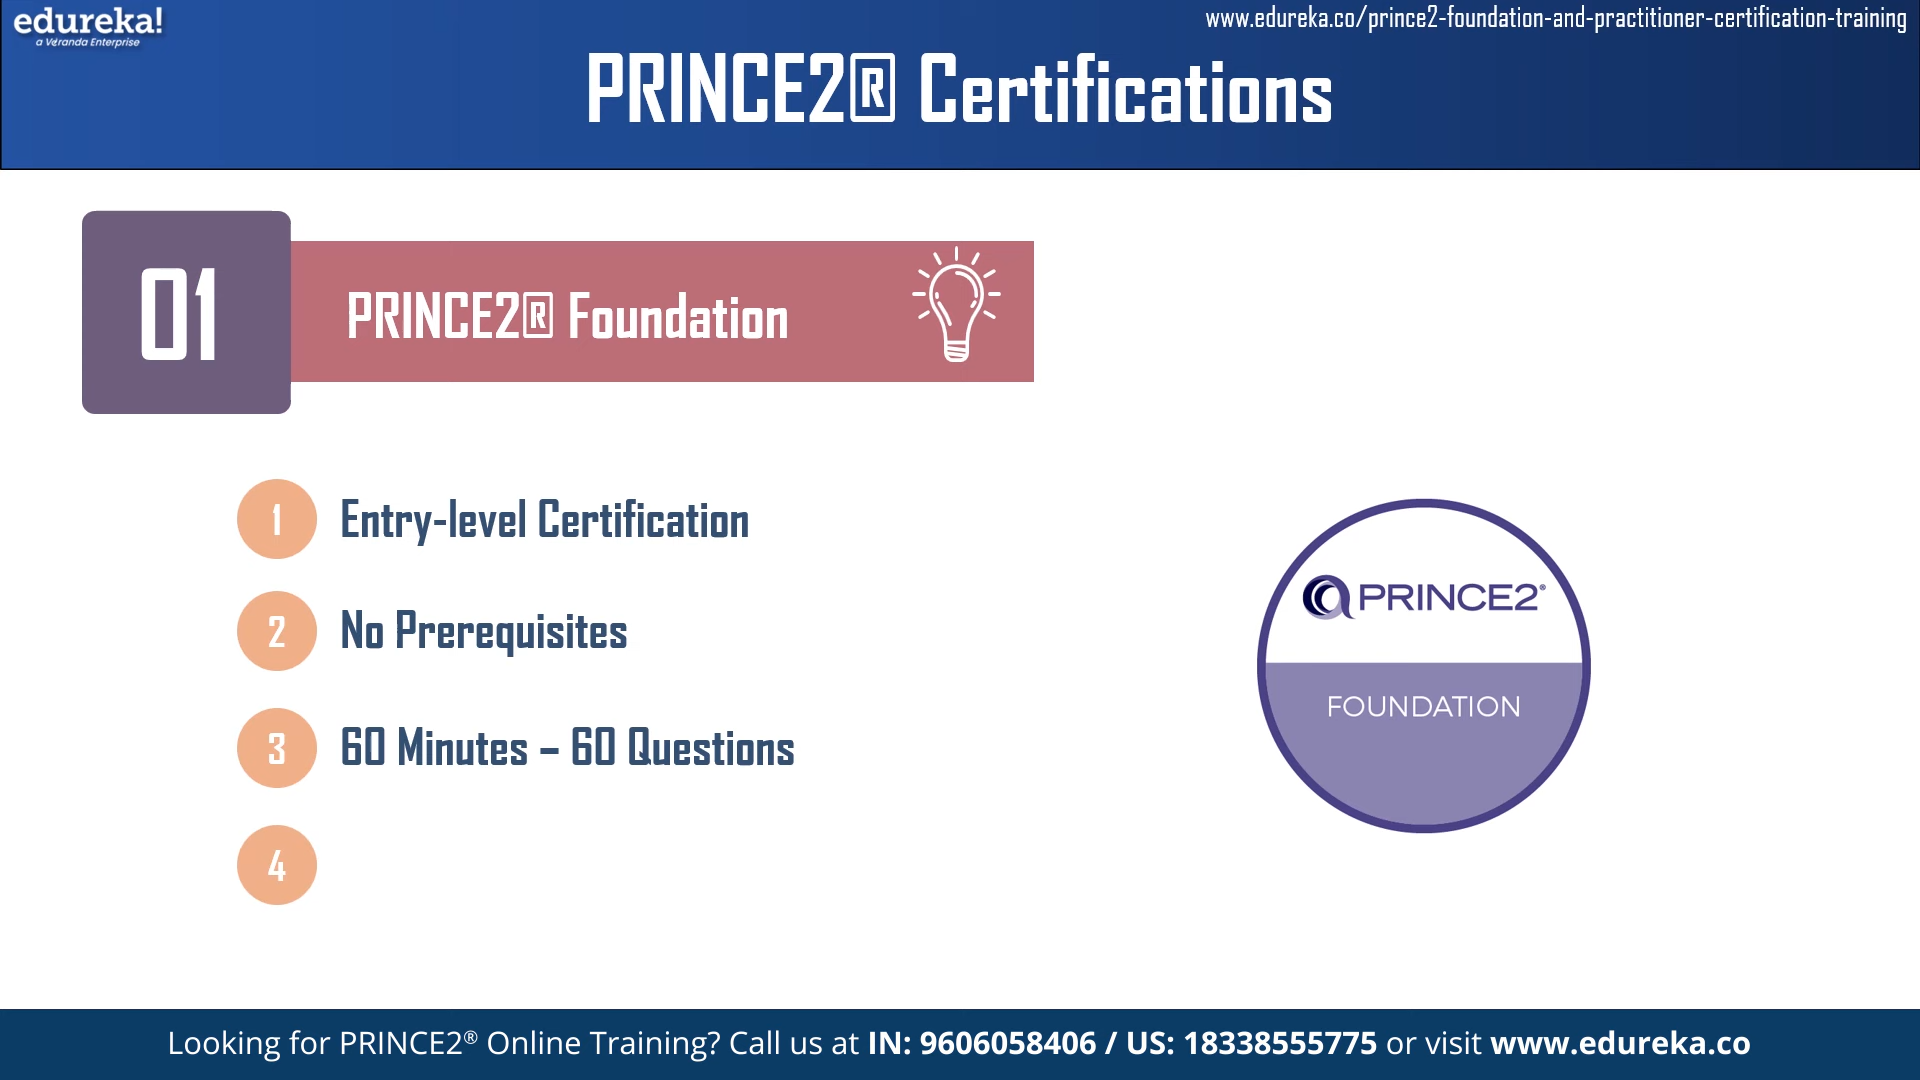 edureka!
a Veranda Enterprise
www.edureka.co/prince2-foundation-and-practitioner-certification-training
PRINCE2® Certifications
01
PRINCE2® Foundation
1 Entry-level Certification
2 No Prerequisites
3 60 Minutes – 60 Questions
4
PRINCE2®
FOUNDATION
Looking for PRINCE2® Online Training? Call us at IN: 9606058406 / US: 18338555775 or visit www.edureka.co